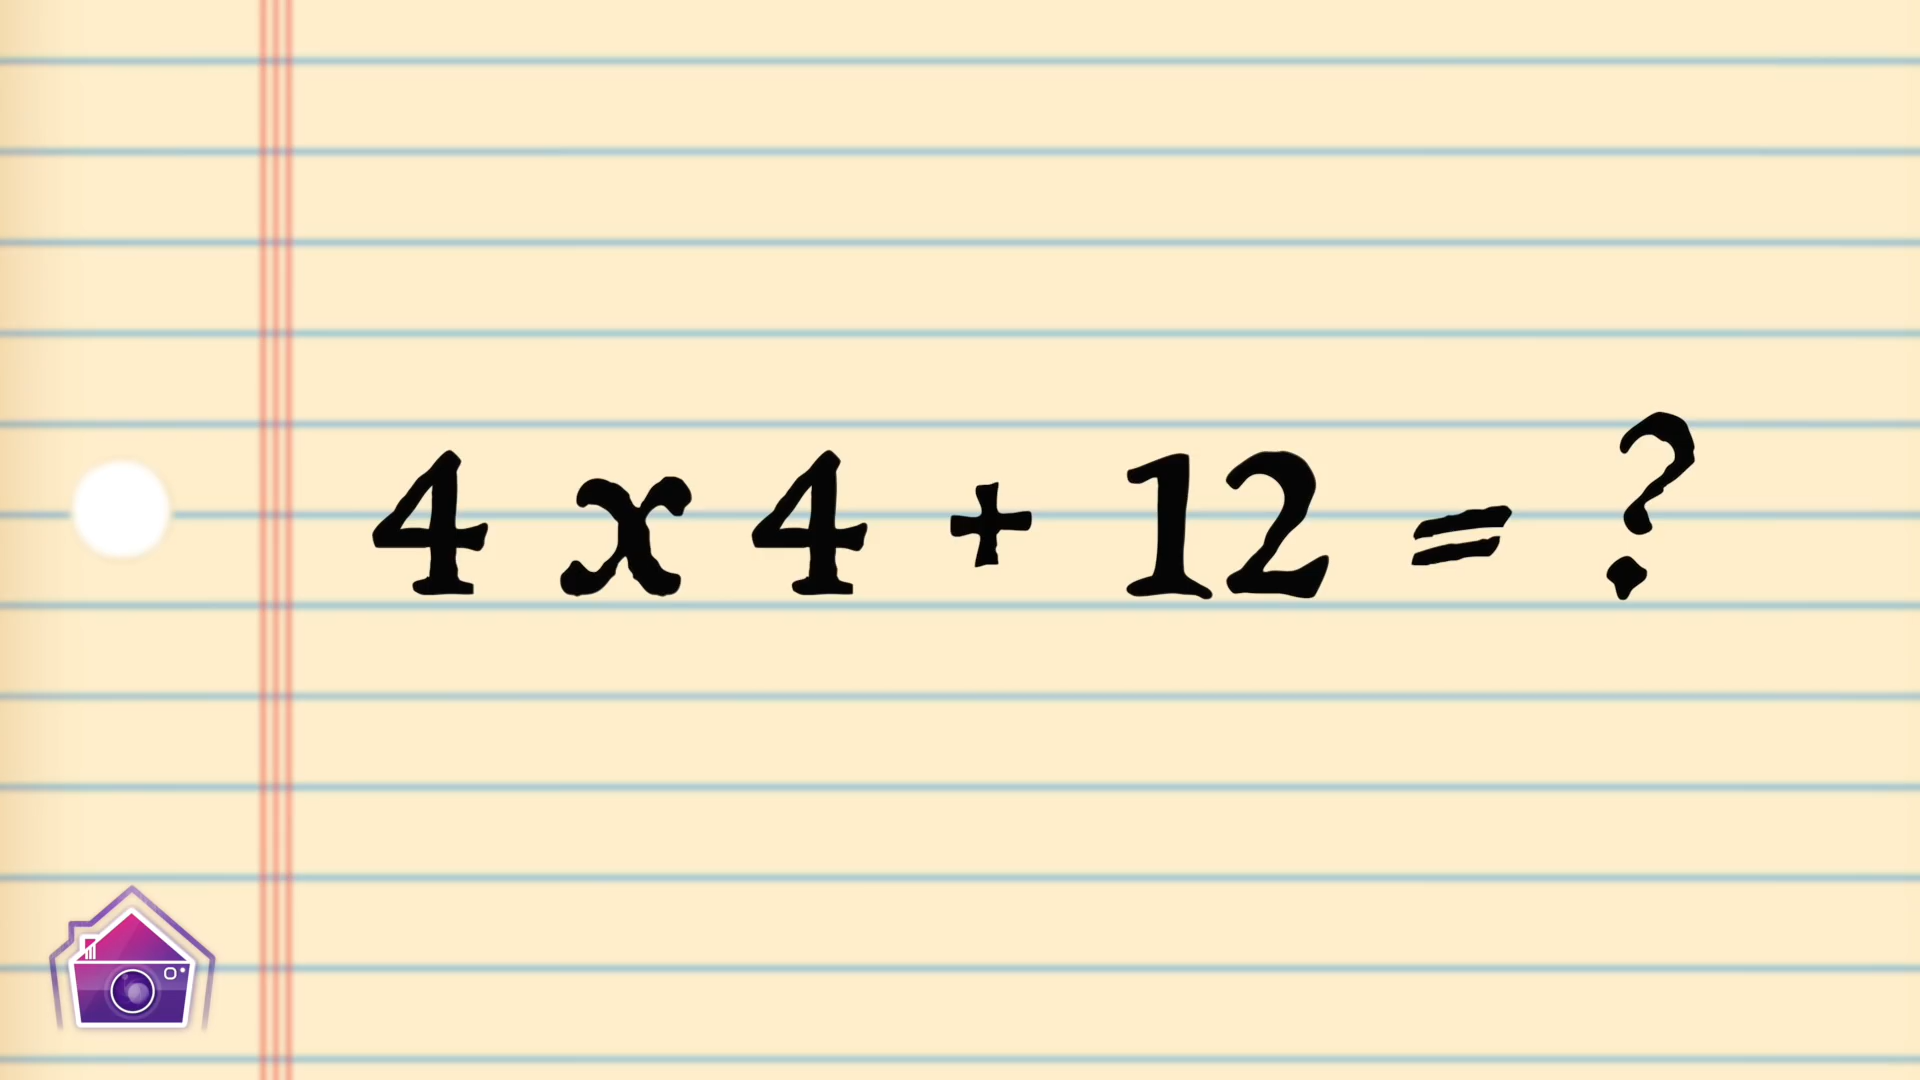 4 x 4 + 12 = ?